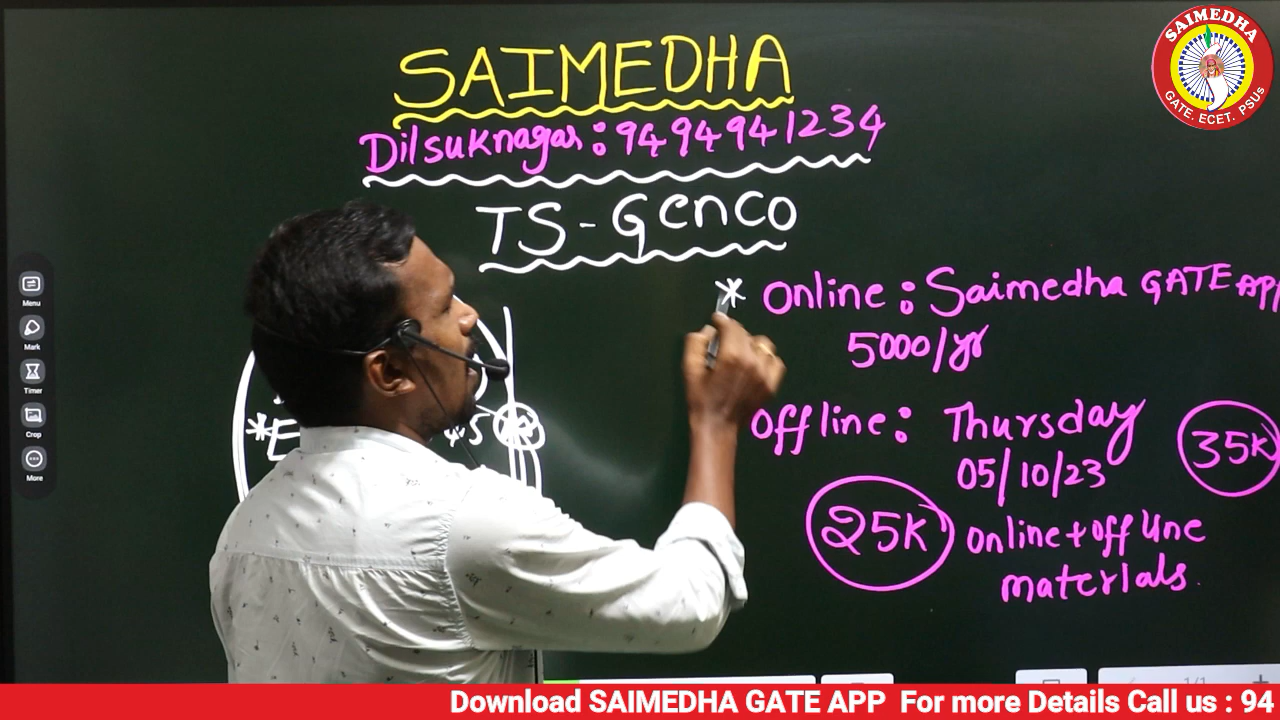 SAIMEDHA
GATE. ECET. PSUs
SAIMEDHA
Dilsuknagar: 9494941234
TS-Genco
* Online: Saimedha GATE APP
5000/yr
Offline: Thursday
05/10/23
35K
25K
Online+offline
materials.
*E
Menu
Mark
Timer
Crop
More
1/1
Download SAIMEDHA GATE APP For more Details Call us : 94